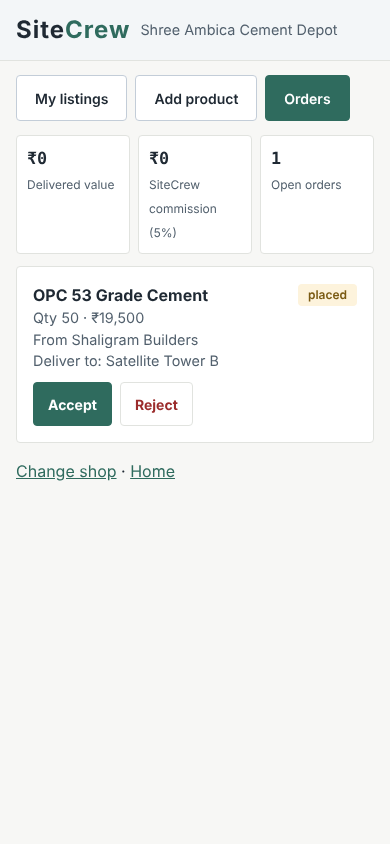 SiteCrew Shree Ambica Cement Depot
My listings Add product Orders
₹0 ₹0 1
Delivered value SiteCrew commission (5%) Open orders
OPC 53 Grade Cement placed
Qty 50 · ₹19,500
From Shaligram Builders
Deliver to: Satellite Tower B
Accept Reject
Change shop · Home